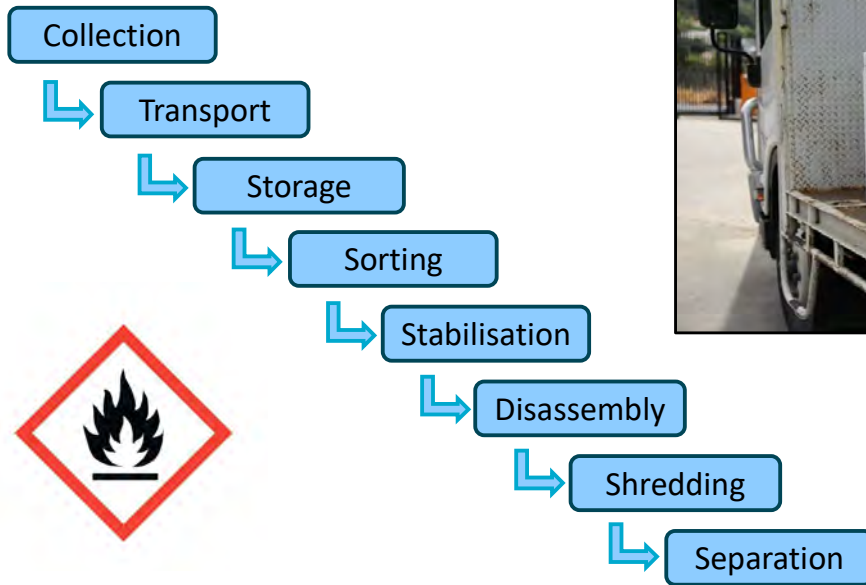 Collection
Transport
Storage
Sorting
Stabilisation
Disassembly
Shredding
Separation